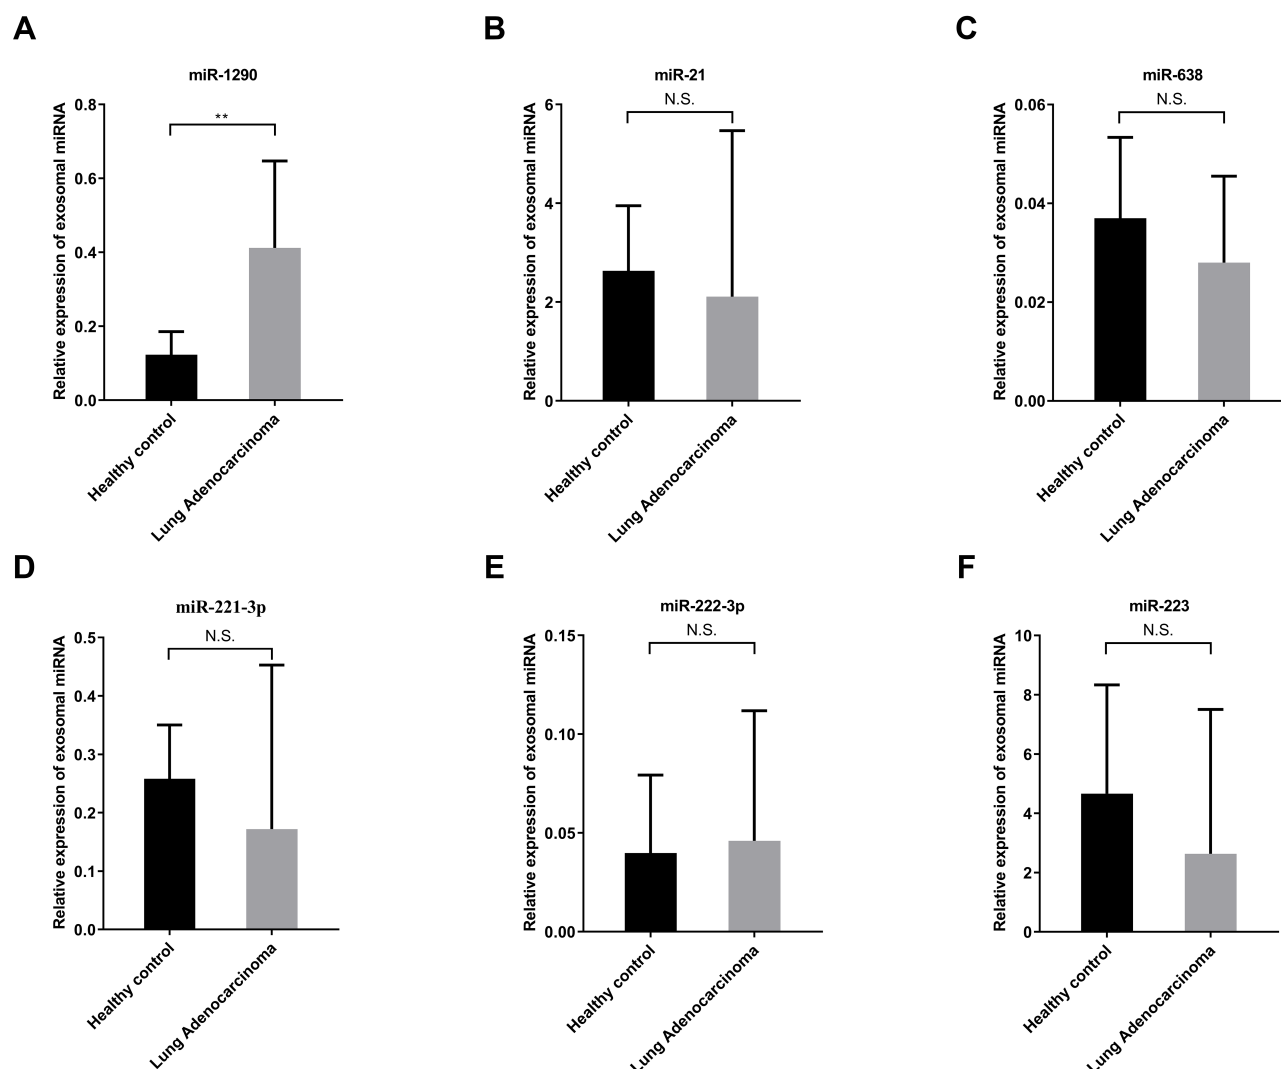 A
miR-1290
Relative expression of exosomal miRNA
0.8
0.6
0.4
0.2
0.0
**
Healthy control
Lung Adenocarcinoma
B
miR-21
Relative expression of exosomal miRNA
6
4
2
0
N.S.
Healthy control
Lung Adenocarcinoma
C
miR-638
Relative expression of exosomal miRNA
0.06
0.04
0.02
0.00
N.S.
Healthy control
Lung Adenocarcinoma
D
miR-221-3p
Relative expression of exosomal miRNA
0.5
0.4
0.3
0.2
0.1
0.0
N.S.
Healthy control
Lung Adenocarcinoma
E
miR-222-3p
Relative expression of exosomal miRNA
0.15
0.10
0.05
0.00
N.S.
Healthy control
Lung Adenocarcinoma
F
miR-223
Relative expression of exosomal miRNA
10
8
6
4
2
0
N.S.
Healthy control
Lung Adenocarcinoma